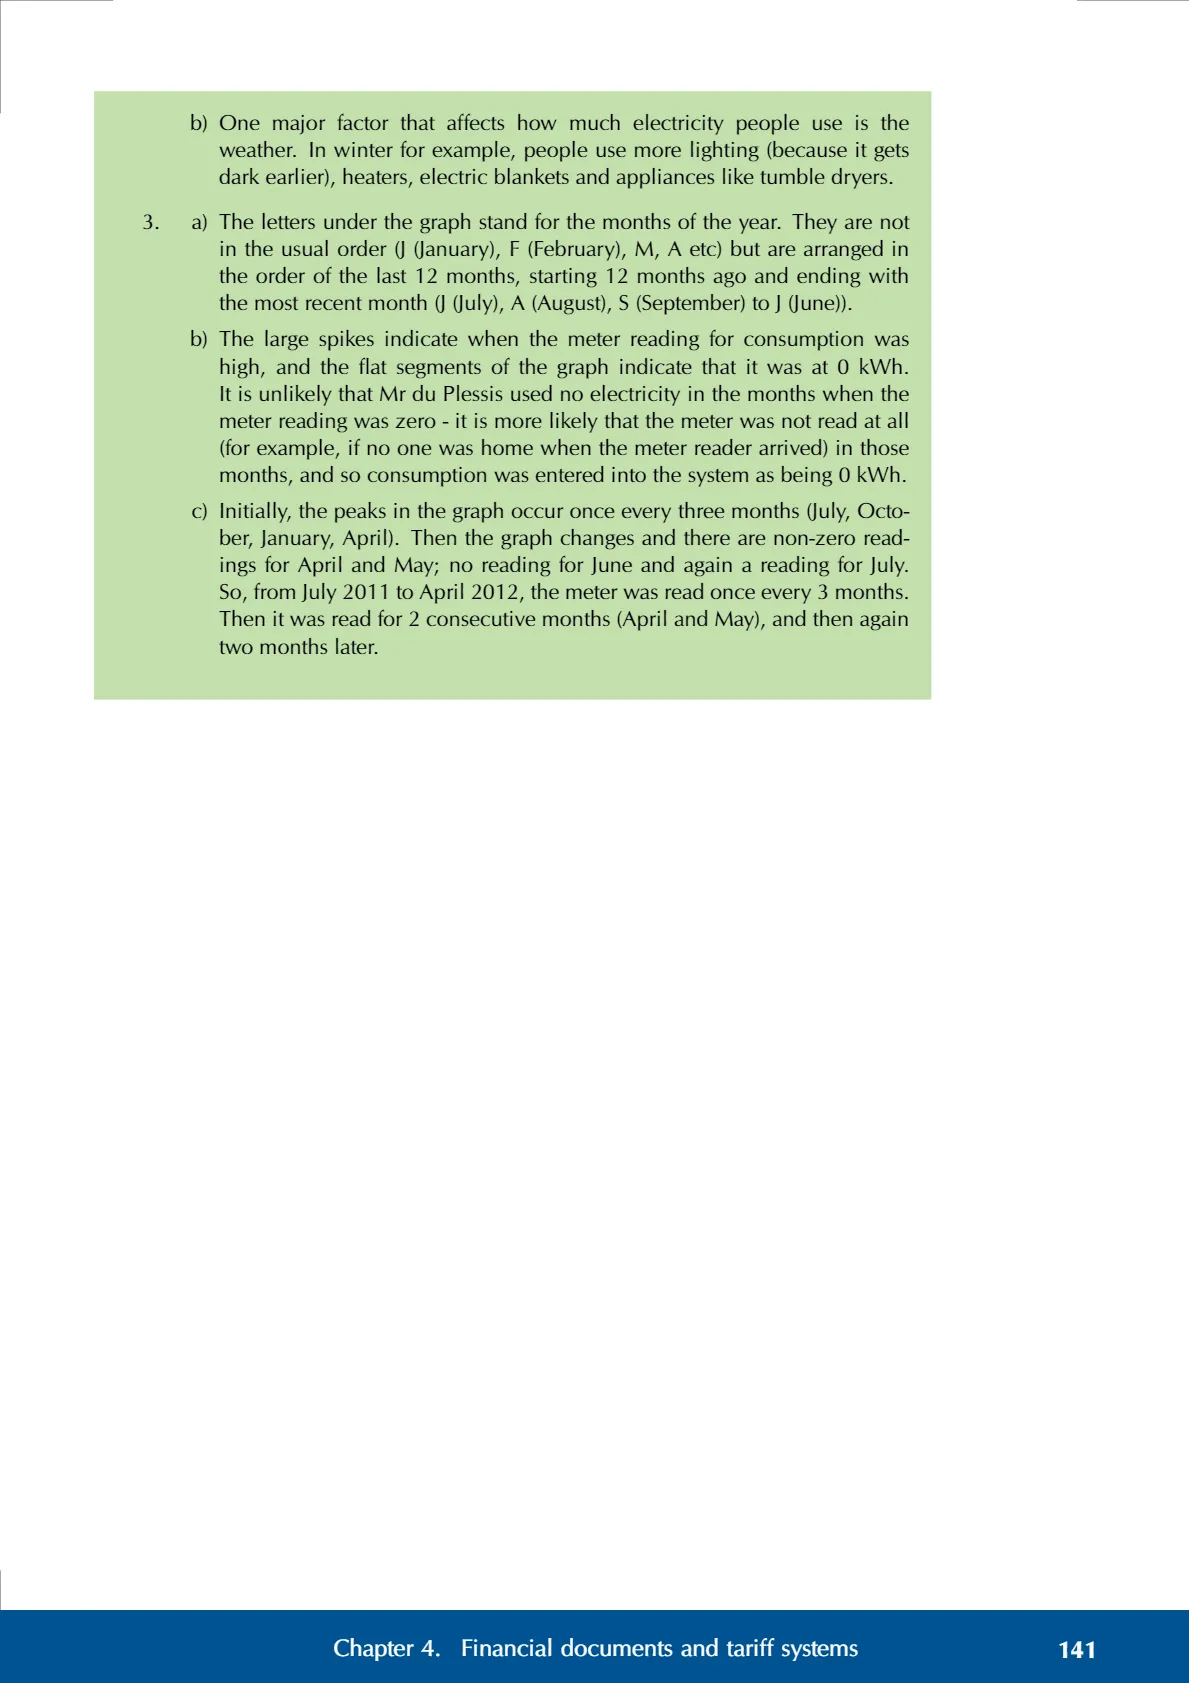 b) One major factor that affects how much electricity people use is the
weather. In winter for example, people use more lighting (because it gets
dark earlier), heaters, electric blankets and appliances like tumble dryers.
3. a) The letters under the graph stand for the months of the year. They are not
in the usual order (J (January), F (February), M, A etc) but are arranged in
the order of the last 12 months, starting 12 months ago and ending with
the most recent month (J (July), A (August), S (September) to J (June)).
b) The large spikes indicate when the meter reading for consumption was
high, and the flat segments of the graph indicate that it was at 0 kWh.
It is unlikely that Mr du Plessis used no electricity in the months when the
meter reading was zero - it is more likely that the meter was not read at all
(for example, if no one was home when the meter reader arrived) in those
months, and so consumption was entered into the system as being 0 kWh.
c) Initially, the peaks in the graph occur once every three months (July, Octo-
ber, January, April). Then the graph changes and there are non-zero read-
ings for April and May; no reading for June and again a reading for July.
So, from July 2011 to April 2012, the meter was read once every 3 months.
Then it was read for 2 consecutive months (April and May), and then again
two months later.
Chapter 4. Financial documents and tariff systems 141